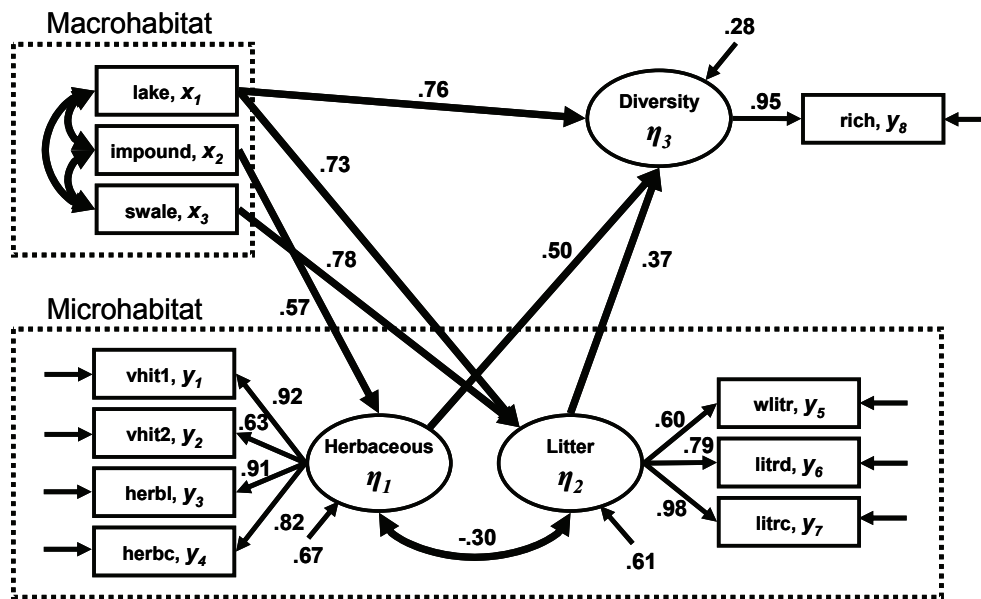 Macrohabitat
lake, x1
impound, x2
swale, x3
.76
.73
.78
.57
.28
Diversity
η3
.95
rich, y8
.50
.37
Microhabitat
vhit1, y1
vhit2, y2
herbl, y3
herbc, y4
.92
.63
.91
.82
.67
Herbaceous
η1
-.30
Litter
η2
.61
.60
.79
.98
wlitr, y5
litrd, y6
litrc, y7